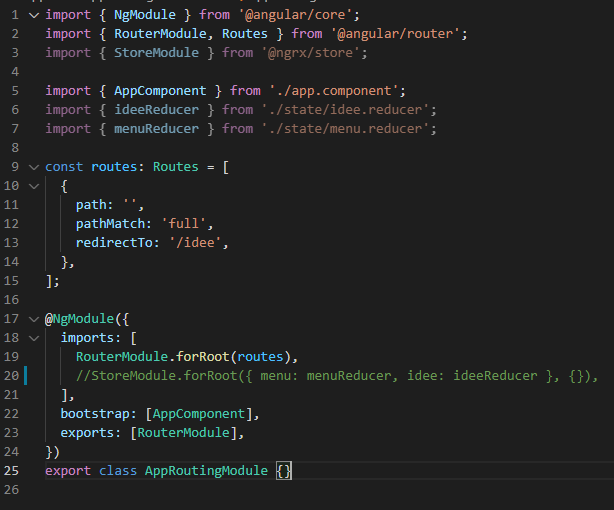 1 import { NgModule } from '@angular/core';
2 import { RouterModule, Routes } from '@angular/router';
3 import { StoreModule } from '@ngrx/store';
4
5 import { AppComponent } from './app.component';
6 import { ideeReducer } from './state/idee.reducer';
7 import { menuReducer } from './state/menu.reducer';
8
9 const routes: Routes = [
10   {
11     path: '',
12     pathMatch: 'full',
13     redirectTo: '/idee',
14   },
15 ];
16
17 @NgModule({
18   imports: [
19     RouterModule.forRoot(routes),
20     //StoreModule.forRoot({ menu: menuReducer, idee: ideeReducer }, {}),
21   ],
22   bootstrap: [AppComponent],
23   exports: [RouterModule],
24 })
25 export class AppRoutingModule {}
26